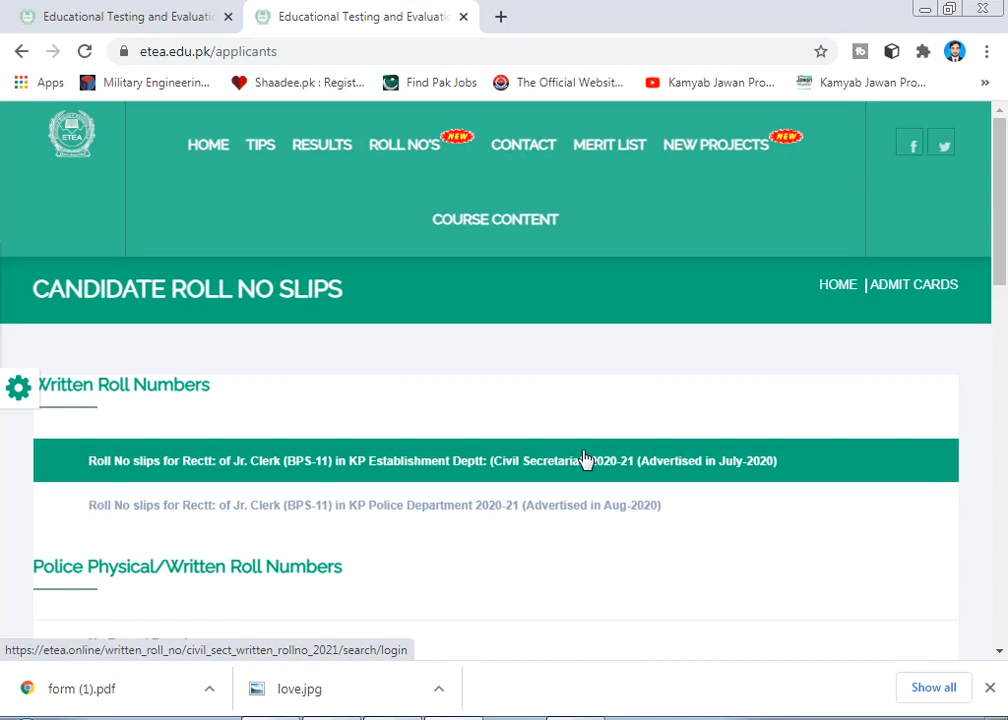 Educational Testing and Evaluati
Educational Testing and Evaluatio
etea.edu.pk/applicants
Apps
Military Engineerin...
Shaadee.pk : Regist...
Find Pak Jobs
The Official Websit...
Kamyab Jawan Pro...
Kamyab Jawan Pro...
»
ETEA
HOME
TIPS
RESULTS
ROLL NO'S
NEW
CONTACT
MERIT LIST
NEW PROJECTS
NEW
COURSE CONTENT
CANDIDATE ROLL NO SLIPS
HOME | ADMIT CARDS
Written Roll Numbers
Roll No slips for Rectt: of Jr. Clerk (BPS-11) in KP Establishment Deptt: (Civil Secretaria 2020-21 (Advertised in July-2020)
Roll No slips for Rectt: of Jr. Clerk (BPS-11) in KP Police Department 2020-21 (Advertised in Aug-2020)
Police Physical/Written Roll Numbers
https://etea.online/written_roll_no/civil_sect_written_rollno_2021/search/login
form (1).pdf
love.jpg
Show all